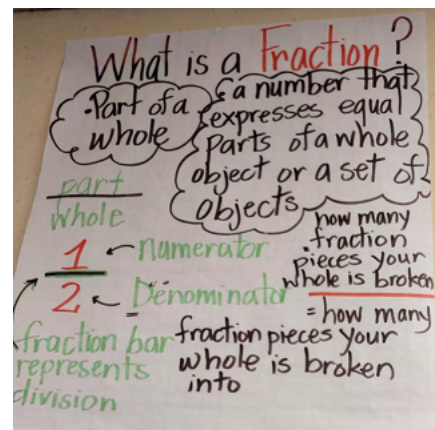 What is a Fraction?
• Part of a
whole
a number that
expresses equal
parts of a whole
object or a set of
objects
part
whole
1 ← Numerator
2 ← Denominator
fraction bar
represents
division
how many
fraction
pieces your
whole is broken
= how many
fraction pieces your
whole is broken
into